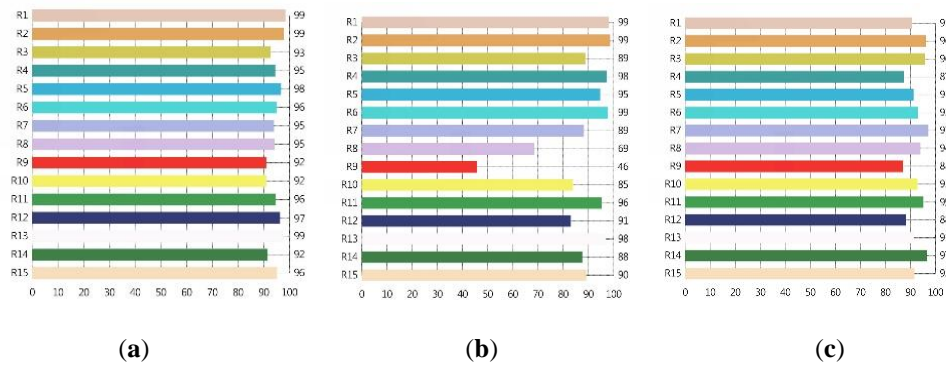 R1 99
R2 99
R3 93
R4 95
R5 98
R6 96
R7 95
R8 95
R9 92
R10 92
R11 96
R12 97
R13 99
R14 92
R15 96
0 10 20 30 40 50 60 70 80 90 100
(a)
R1 99
R2 99
R3 89
R4 98
R5 95
R6 99
R7 89
R8 69
R9 46
R10 85
R11 96
R12 91
R13 98
R14 88
R15 90
0 10 20 30 40 50 60 70 80 90 100
(b)
R1
R2
R3
R4
R5
R6
R7
R8
R9
R10
R11
R12
R13
R14
R15
0 10 20 30 40 50 60 70 80 90 100
(c)